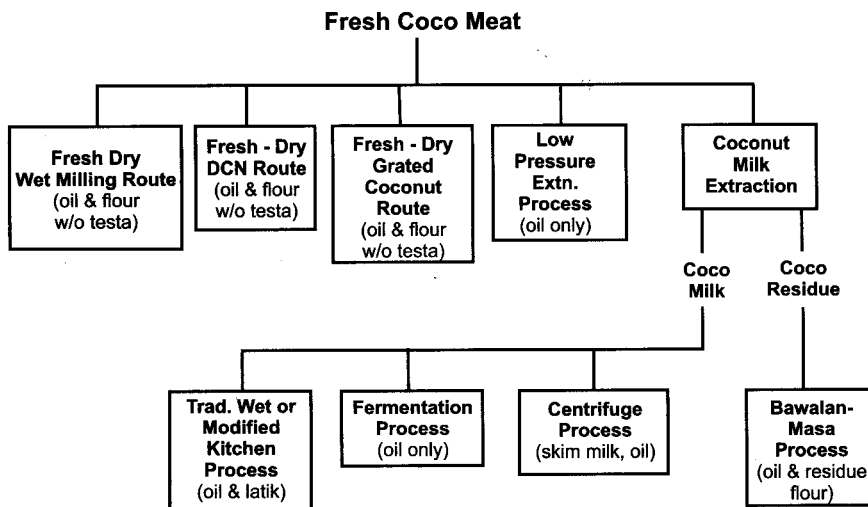 Fresh Coco Meat
Fresh Dry
Wet Milling Route
(oil & flour
w/o testa)
Fresh - Dry
DCN Route
(oil & flour
w/o testa)
Fresh - Dry
Grated
Coconut
Route
(oil & flour
w/o testa)
Low
Pressure
Extn.
Process
(oil only)
Coconut
Milk
Extraction
Coco
Milk
Coco
Residue
Trad. Wet or
Modified
Kitchen
Process
(oil & latik)
Fermentation
Process
(oil only)
Centrifuge
Process
(skim milk, oil)
Bawalan-
Masa
Process
(oil & residue
flour)